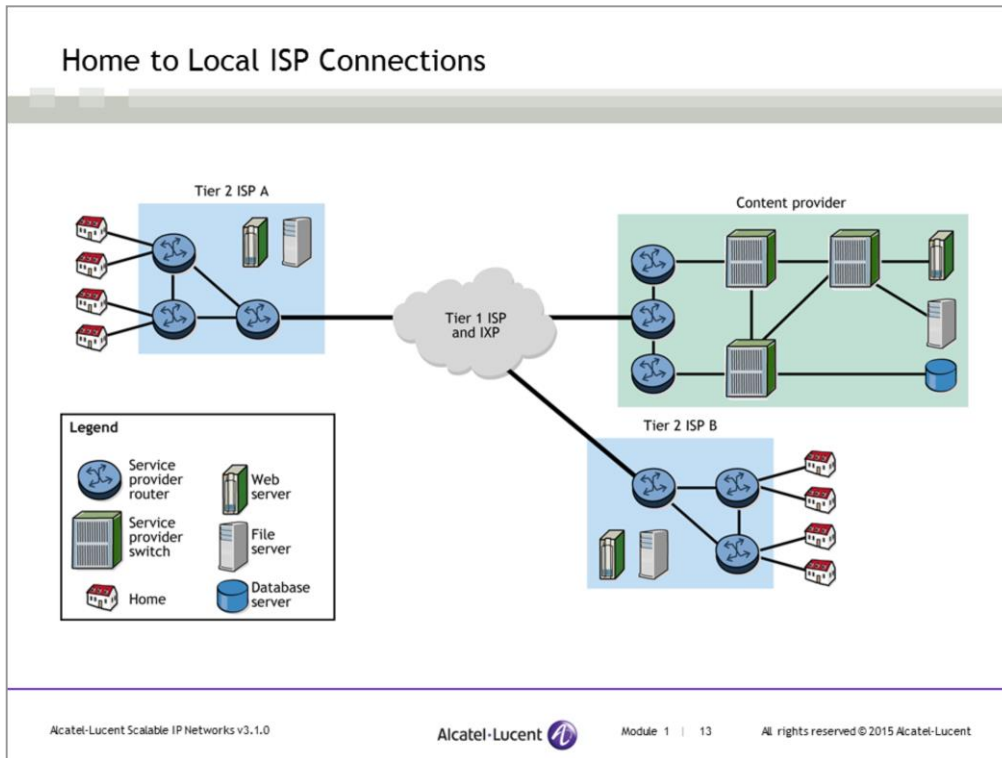 Home to Local ISP Connections
Tier 2 ISP A
Content provider
Tier 1 ISP
and IXP
Tier 2 ISP B
Legend
Service
provider
router
Web
server
Service
provider
switch
File
server
Home
Database
server
Alcatel-Lucent Scalable IP Networks v3.1.0
Alcatel·Lucent
Module 1 | 13
All rights reserved © 2015 Alcatel-Lucent